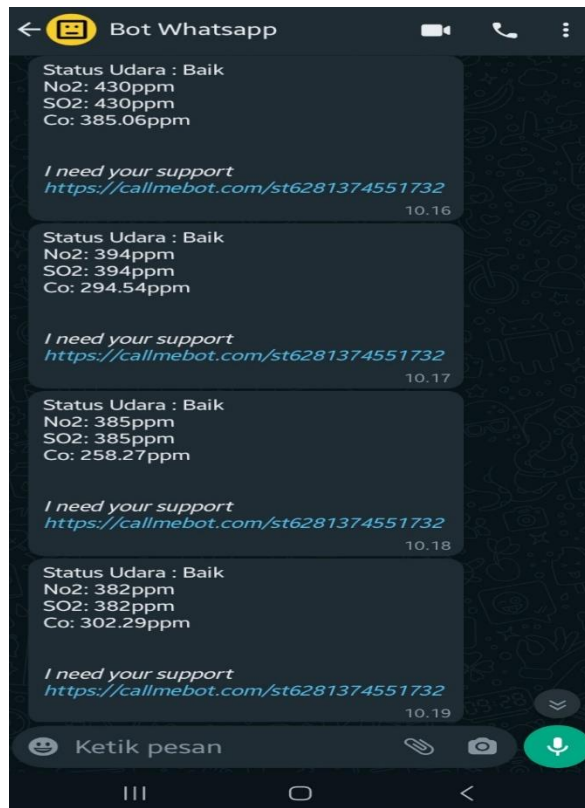 Bot Whatsapp
Status Udara : Baik
No2: 430ppm
SO2: 430ppm
Co: 385.06ppm
I need your support
https://callmebot.com/st6281374551732
10.16
Status Udara : Baik
No2: 394ppm
SO2: 394ppm
Co: 294.54ppm
I need your support
https://callmebot.com/st6281374551732
10.17
Status Udara : Baik
No2: 385ppm
SO2: 385ppm
Co: 258.27ppm
I need your support
https://callmebot.com/st6281374551732
10.18
Status Udara : Baik
No2: 382ppm
SO2: 382ppm
Co: 302.29ppm
I need your support
https://callmebot.com/st6281374551732
10.19
Ketik pesan